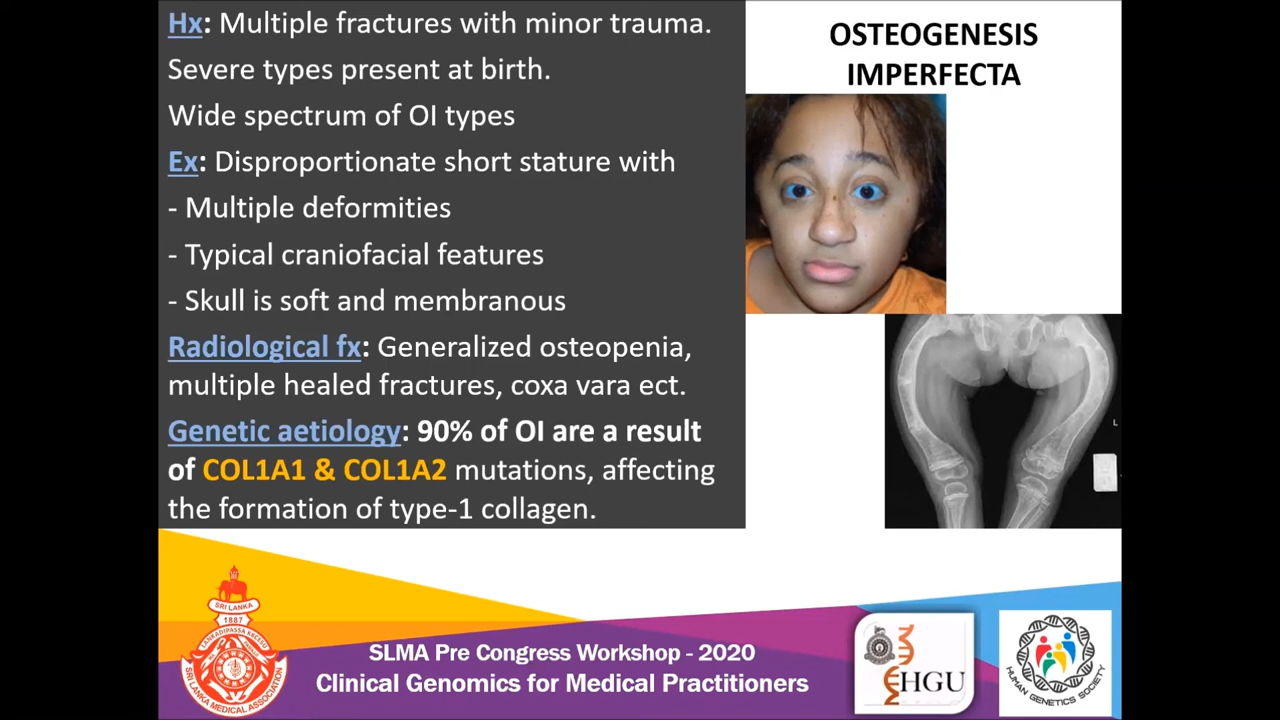 Hx: Multiple fractures with minor trauma.
Severe types present at birth.
Wide spectrum of OI types
Ex: Disproportionate short stature with
- Multiple deformities
- Typical craniofacial features
- Skull is soft and membranous
Radiological fx: Generalized osteopenia,
multiple healed fractures, coxa vara ect.
Genetic aetiology: 90% of OI are a result
of COL1A1 & COL1A2 mutations, affecting
the formation of type-1 collagen.
OSTEOGENESIS
IMPERFECTA
L
SRI LANKA
1887
SRI LANKA MEDICAL ASSOCIATION
SLMA Pre Congress Workshop - 2020
Clinical Genomics for Medical Practitioners
HGU
HUMAN GENETICS SOCIETY